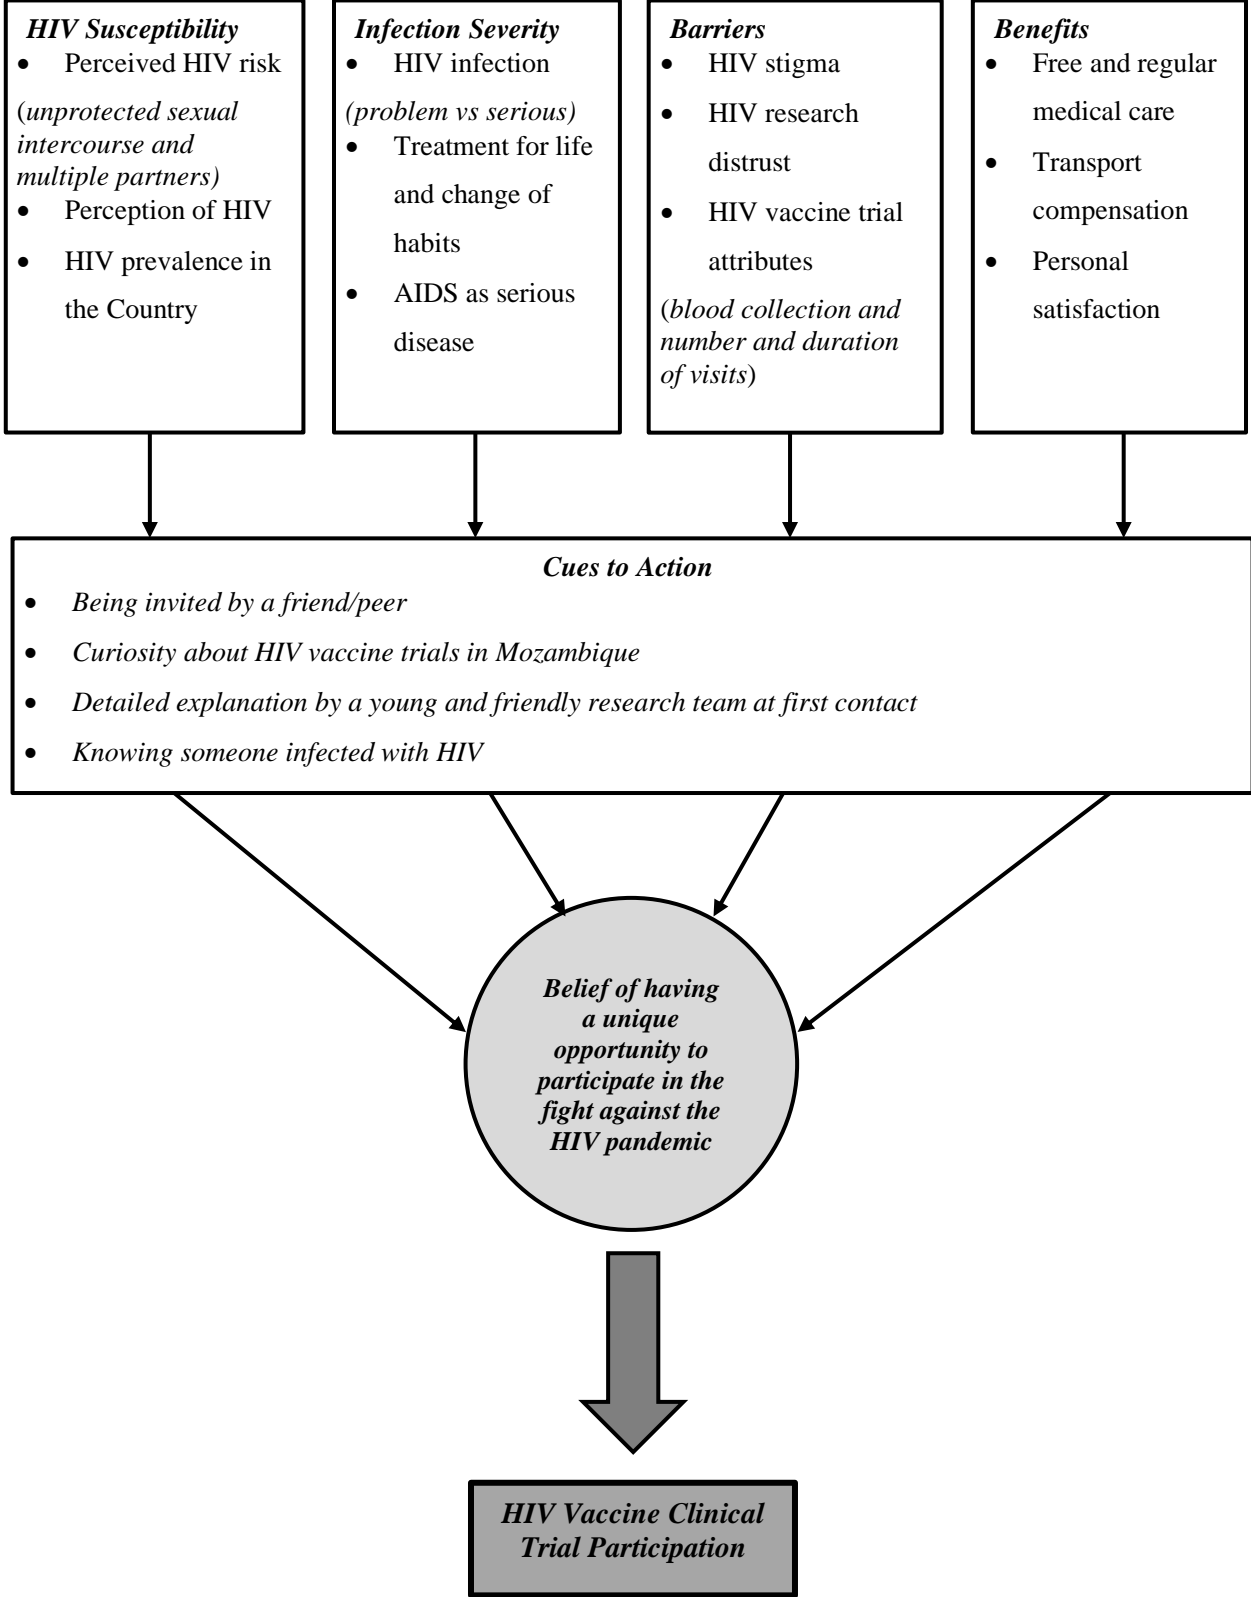 HIV Susceptibility
• Perceived HIV risk
(unprotected sexual
intercourse and
multiple partners)
• Perception of HIV
• HIV prevalence in
the Country
Infection Severity
• HIV infection
(problem vs serious)
• Treatment for life
and change of
habits
• AIDS as serious
disease
Barriers
• HIV stigma
• HIV research
distrust
• HIV vaccine trial
attributes
(blood collection and
number and duration
of visits)
Benefits
• Free and regular
medical care
• Transport
compensation
• Personal
satisfaction
Cues to Action
• Being invited by a friend/peer
• Curiosity about HIV vaccine trials in Mozambique
• Detailed explanation by a young and friendly research team at first contact
• Knowing someone infected with HIV
Belief of having
a unique
opportunity to
participate in the
fight against the
HIV pandemic
HIV Vaccine Clinical
Trial Participation